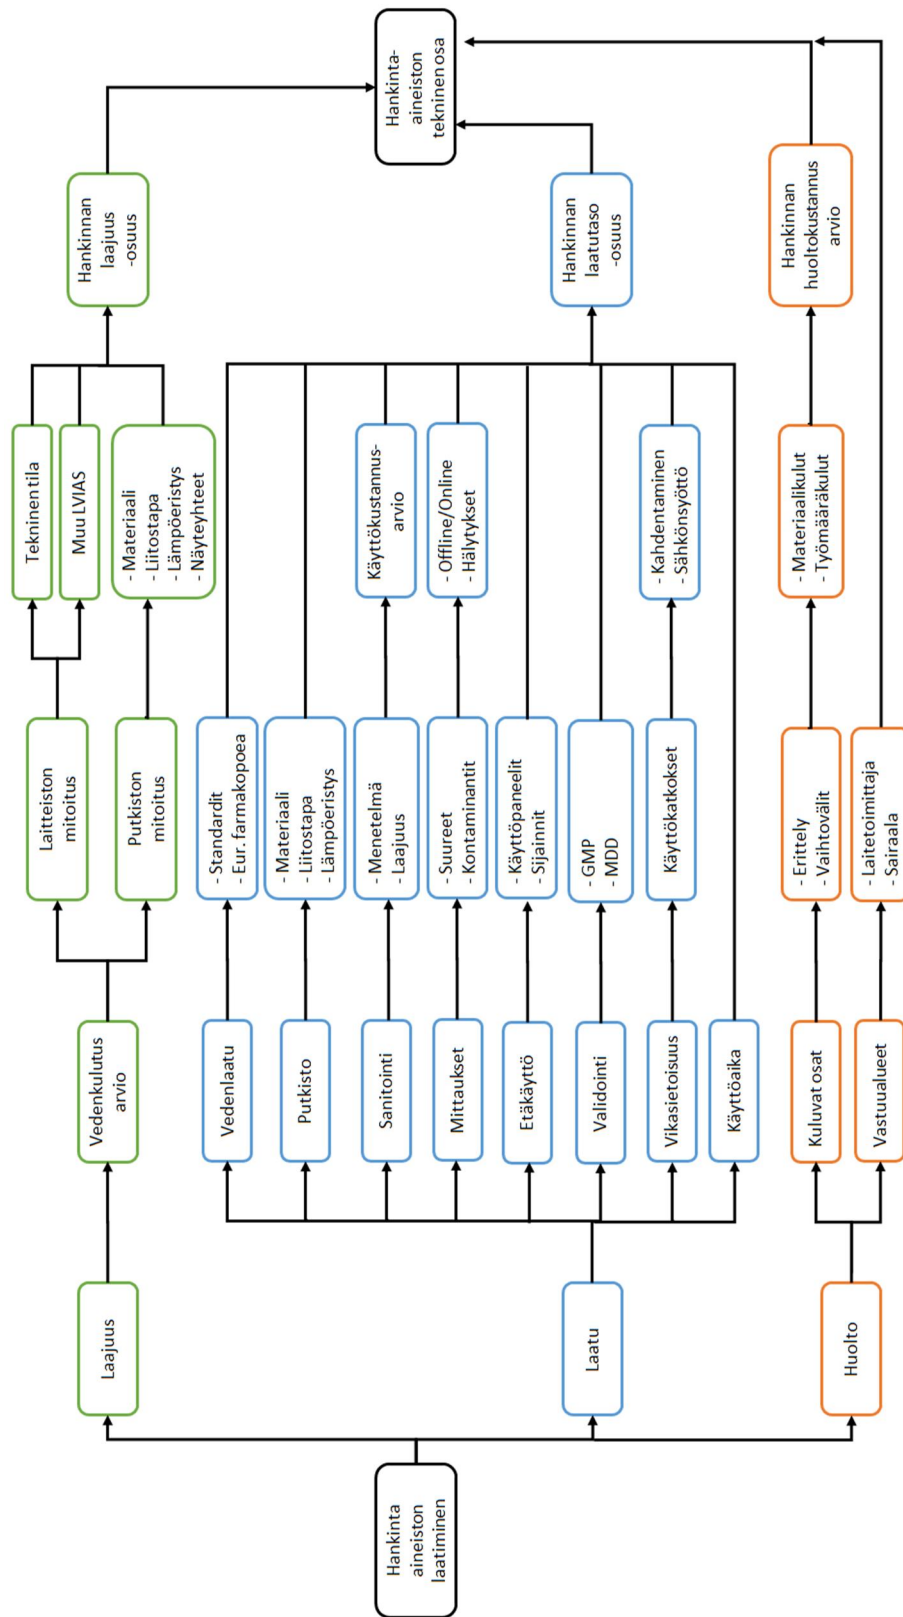 Hankinta
aineiston
laatiminen
Laajuus
Laatu
Huolto
Vedenkulutus
arvio
Vedenlaatu
Putkisto
Sanitointi
Mittaukset
Etäkäyttö
Validointi
Vikasietoisuus
Käyttöaika
Kuluvat osat
Vastuualueet
Laitteiston
mitoitus
Putkiston
mitoitus
- Standardit
- Eur. farmakopoea
- Materiaali
- Liitostapa
- Lämpöeristys
- Menetelmä
- Laajuus
- Suureet
- Kontaminantit
- Käyttöpaneelit
- Sijainnit
- GMP
- MDD
Käyttökatkokset
- Erittely
- Vaihtovälit
- Laitetoimittaja
- Sairaala
Tekninen tila
Muu LVIAS
- Materiaali
- Liitostapa
- Lämpöeristys
- Näyteyhteet
Käyttökustannus-
arvio
- Offline/Online
- Hälytykset
- Kahdentaminen
- Sähkönsyöttö
- Materiaalikulut
- Työmääräkulut
Hankinnan
laajuus
-osuus
Hankinnan
laatutaso
-osuus
Hankinnan
huoltokustannus
arvio
Hankinta-
aineiston
tekninen osa